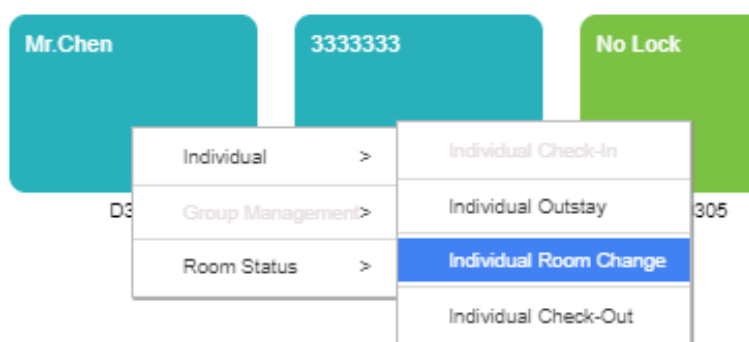 Mr.Chen
3333333
No Lock
D3
305
Individual >
Group Management>
Room Status >
Individual Check-In
Individual Outstay
Individual Room Change
Individual Check-Out